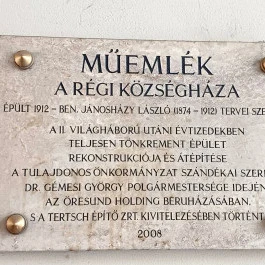 MŰEMLÉK
A RÉGI KÖZSÉGHÁZA
ÉPÜLT 1912 – BEN. JÁNOSHÁZY LÁSZLÓ (1874 – 1912) TERVEI SZE
A II. VILÁGHÁBORÚ UTÁNI ÉVTIZEDEKBEN
TELJESEN TÖNKREMENT ÉPÜLET
REKONSTRUKCIÓJA ÉS ÁTÉPÍTÉSE
A TULAJDONOS ÖNKORMÁNYZAT SZÁNDÉKAI SZER
DR. GÉMESI GYÖRGY POLGÁRMESTERSÉGE IDEJÉN
AZ ÖRESUND HOLDING BERUHÁZÁSÁBAN.
S A TERTSCH ÉPÍTŐ ZRT. KIVITELEZÉSÉBEN TÖRTÉNT
2008